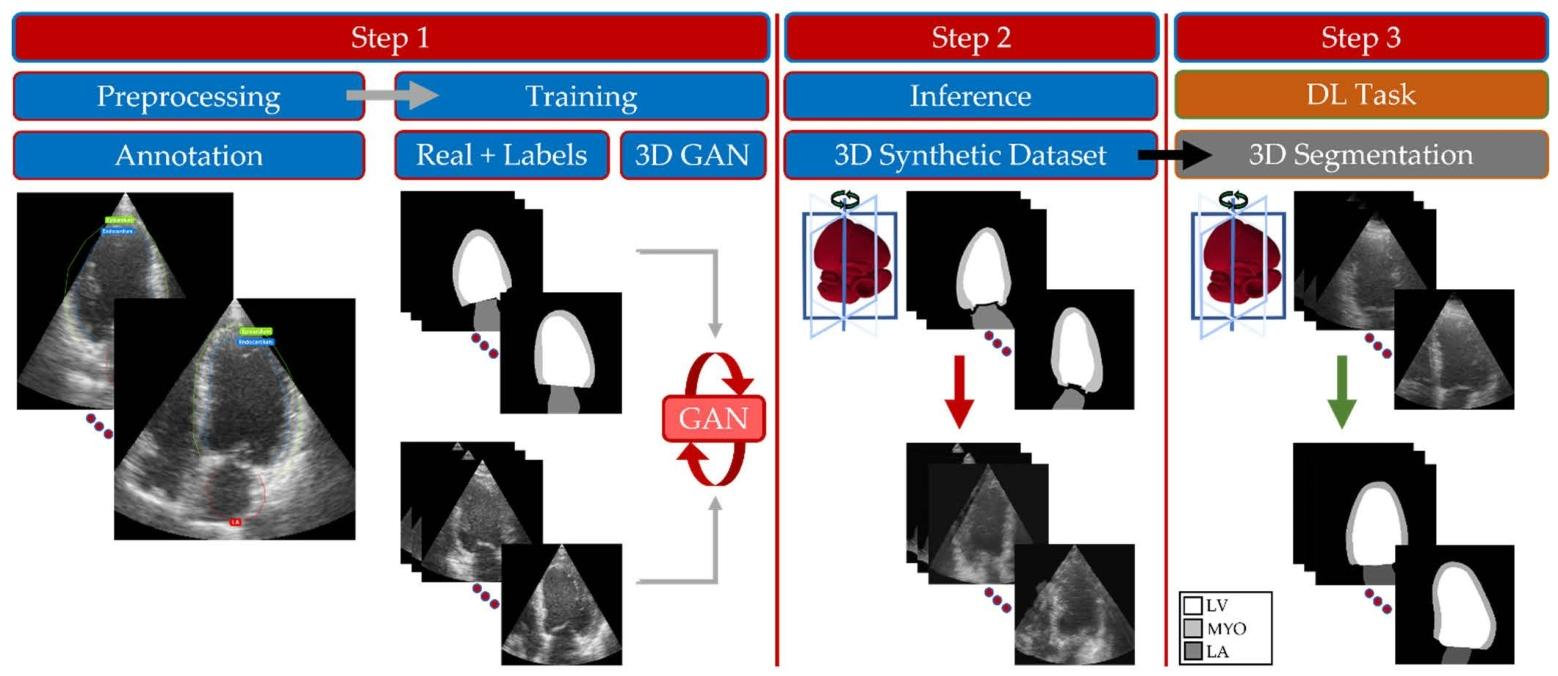 Step 1
Step 2
Step 3
Preprocessing
Training
Inference
DL Task
Annotation
Real + Labels
3D GAN
3D Synthetic Dataset
3D Segmentation
Epicardium
Endocardium
Epicardium
Endocardium
LA
GAN
LV
MYO
LA